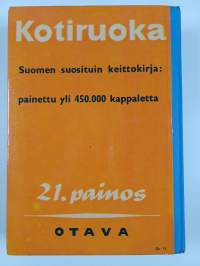 Kotiruoka
Suomen suosituin keittokirja:
painettu yli 450.000 kappaletta
21. painos
OTAVA